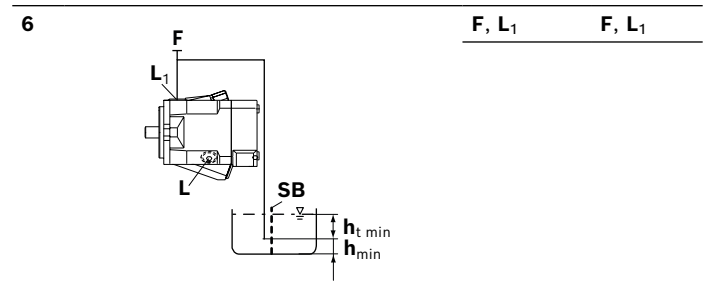 6
F, L₁ F, L₁
F
L₁
L
SB
hₜ ₘᵢₙ
hₘᵢₙ